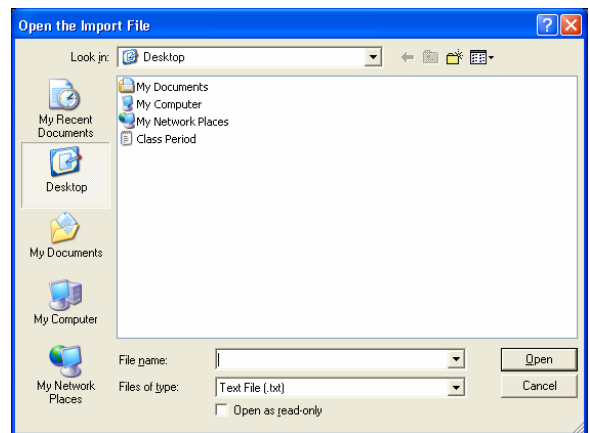 Open the Import File
Look in: Desktop
My Documents
My Computer
My Network Places
Class Period
My Recent
Documents
Desktop
My Documents
My Computer
My Network
Places
File name:
Open
Files of type: Text File (.txt)
Cancel
Open as read-only